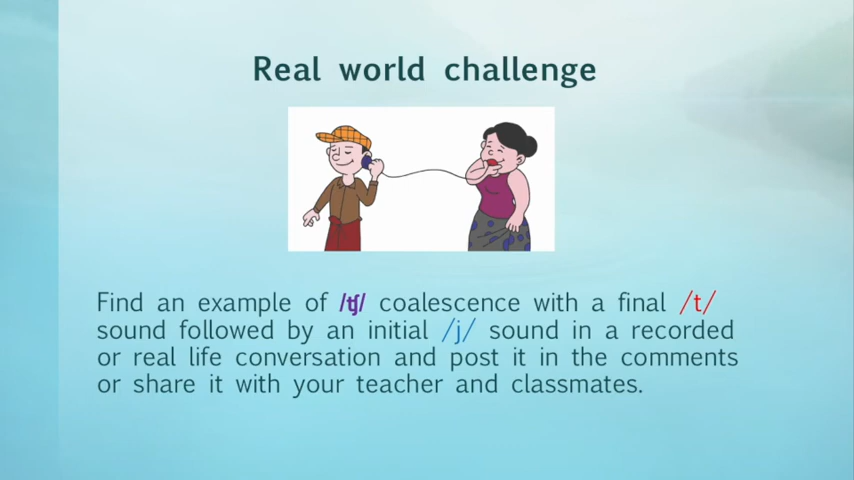 Real world challenge
Find an example of /ʧ/ coalescence with a final /t/
sound followed by an initial /j/ sound in a recorded
or real life conversation and post it in the comments
or share it with your teacher and classmates.